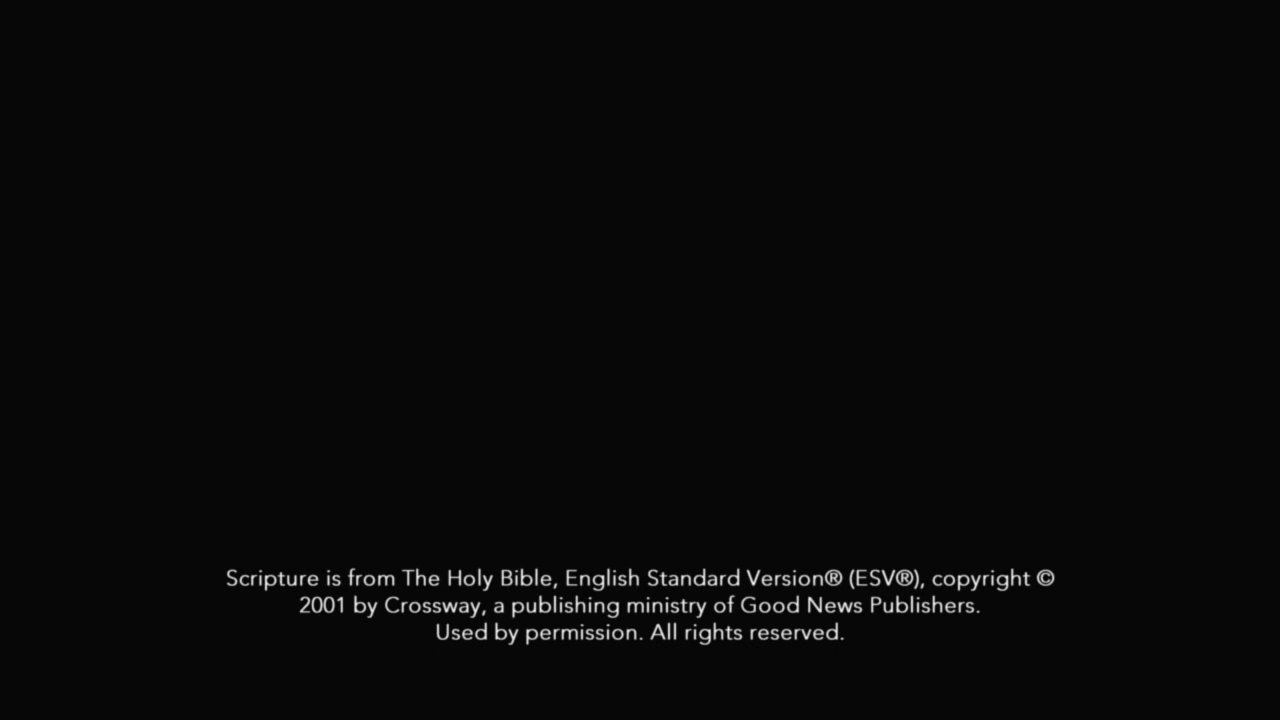 Scripture is from The Holy Bible, English Standard Version® (ESV®), copyright ©
2001 by Crossway, a publishing ministry of Good News Publishers.
Used by permission. All rights reserved.